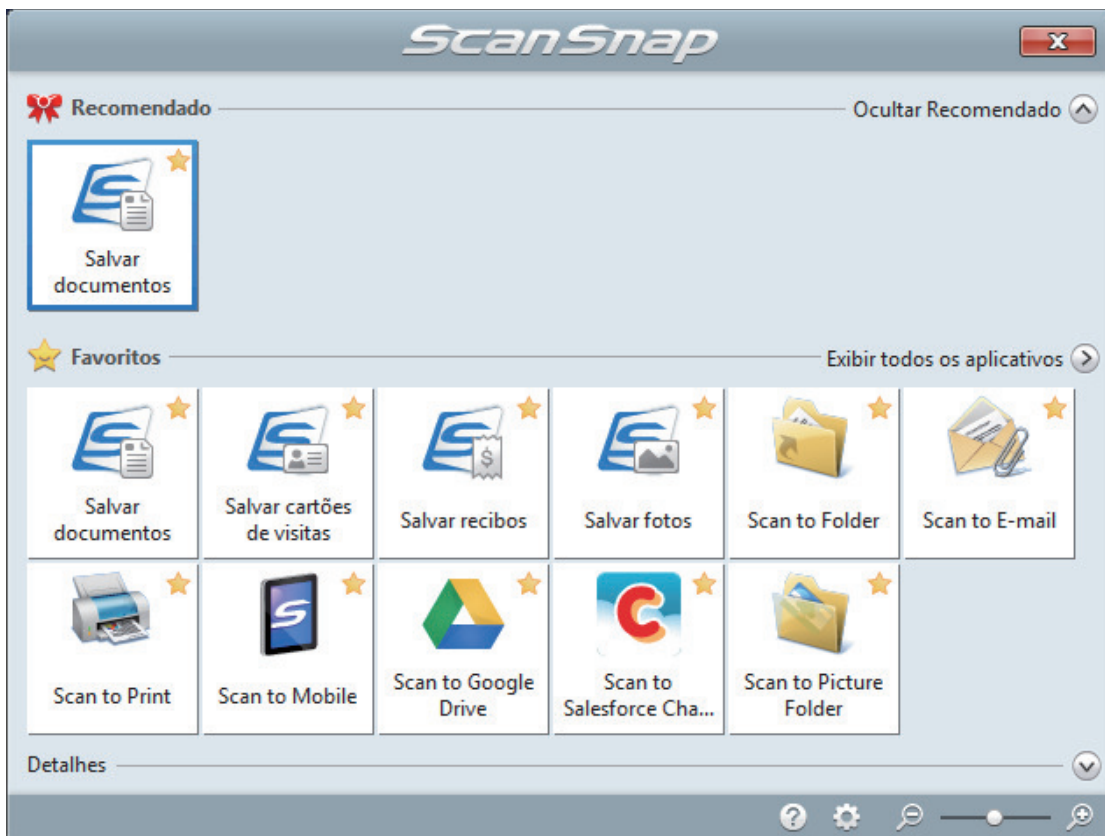 ScanSnap
Recomendado
Ocultar Recomendado
Salvar
documentos
Favoritos
Exibir todos os aplicativos
Salvar
documentos
Salvar cartões
de visitas
Salvar recibos
Salvar fotos
Scan to Folder
Scan to E-mail
Scan to Print
Scan to Mobile
Scan to Google
Drive
Scan to
Salesforce Cha...
Scan to Picture
Folder
Detalhes